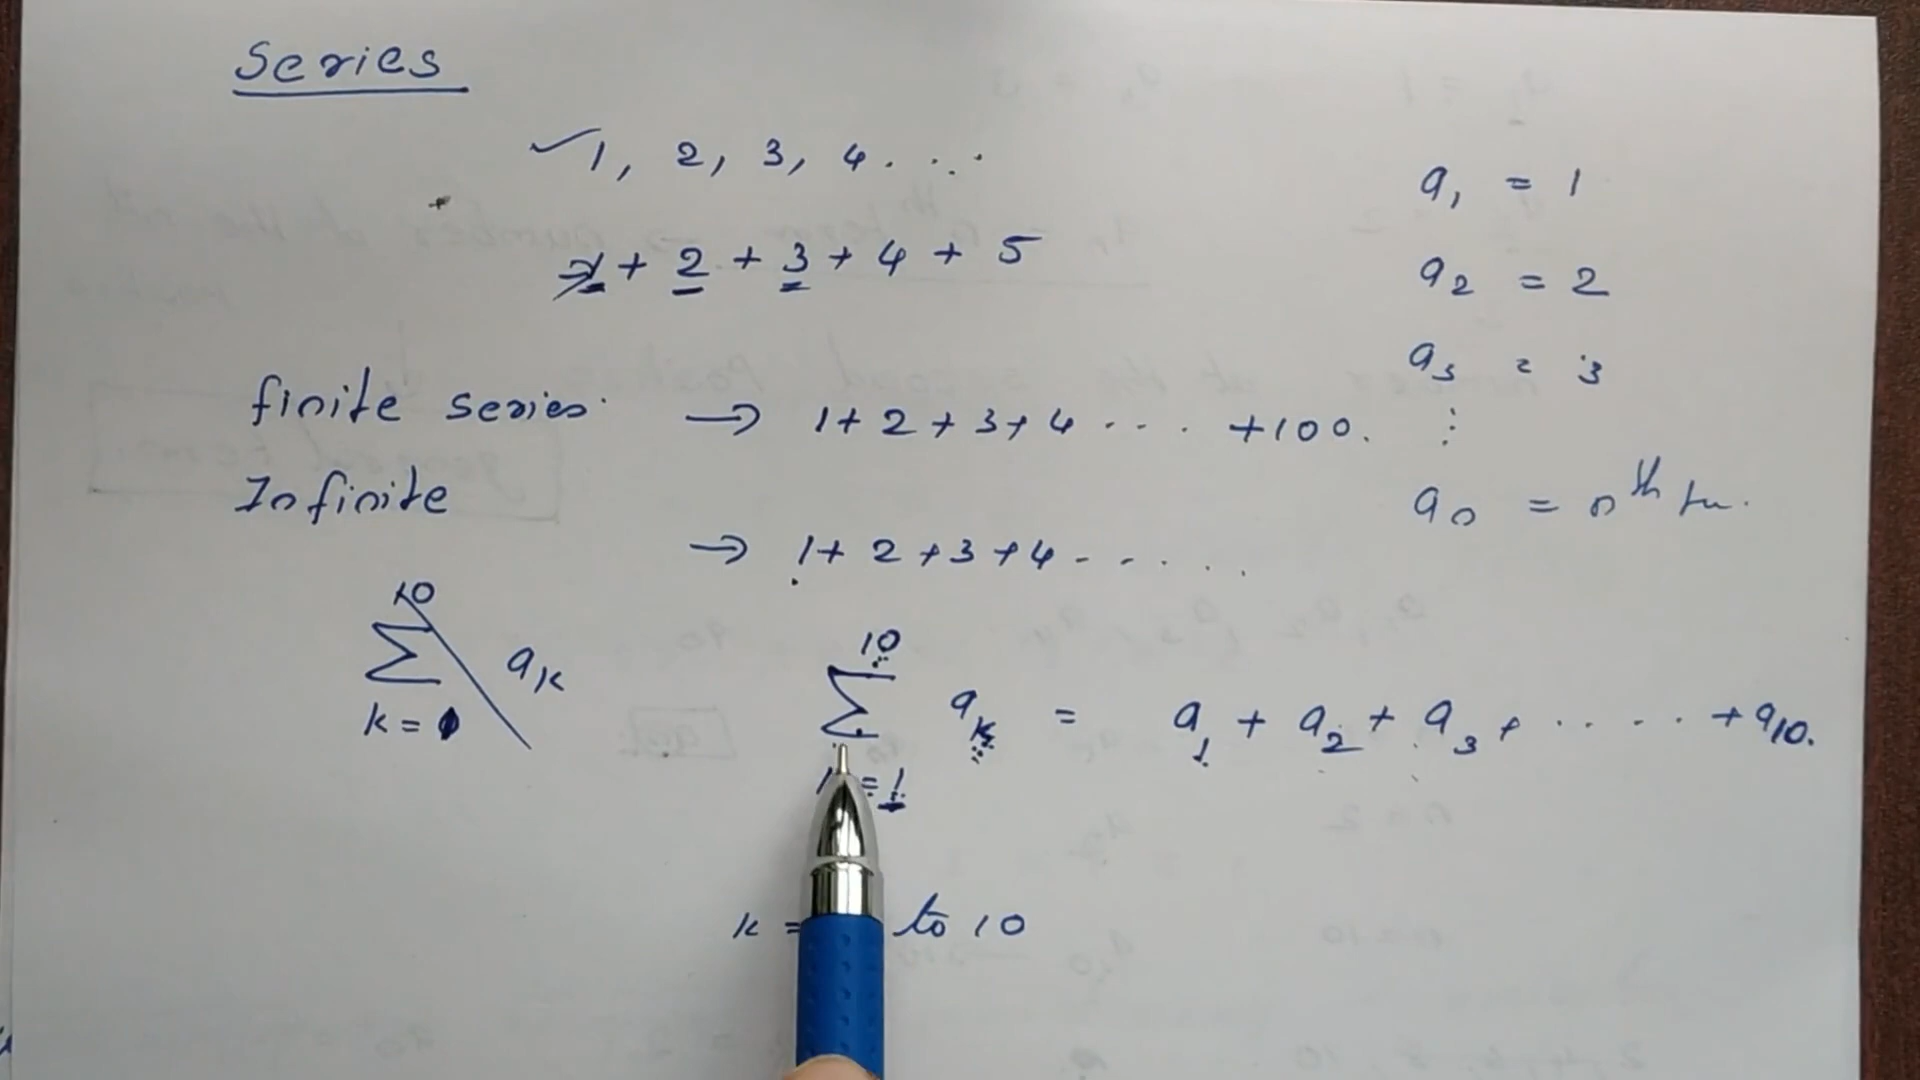 Series
1, 2, 3, 4. . . .
1 + 2 + 3 + 4 + 5
finite series. → 1 + 2 + 3 + 4 . . . . + 100.
Infinite
→ 1 + 2 + 3 + 4 - - . . . .
a₁ = 1
a₂ = 2
a₃ = 3
⋮
aₙ = nth
10
∑ aₖ
k =
10
∑ aₖ = a₁ + a₂ + a₃ + . . . . . + a₁₀.
= 1
k = to 10